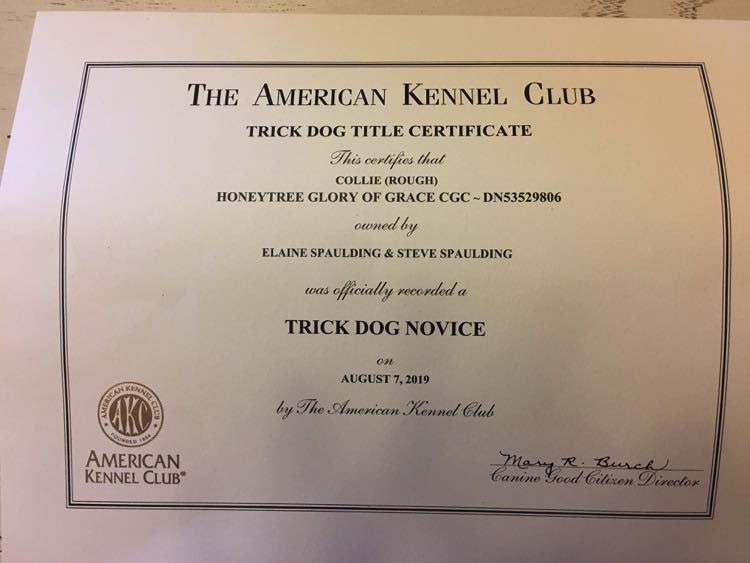 THE AMERICAN KENNEL CLUB
TRICK DOG TITLE CERTIFICATE
This certifies that
COLLIE (ROUGH)
HONEYTREE GLORY OF GRACE CGC ~ DN53529806
owned by
ELAINE SPAULDING & STEVE SPAULDING
was officially recorded a
TRICK DOG NOVICE
on
AUGUST 7, 2019
by The American Kennel Club
AMERICAN KENNEL CLUB
AKC
FOUNDED 1884
AMERICAN
KENNEL CLUB®
Mary R. Burch
Canine Good Citizen Director